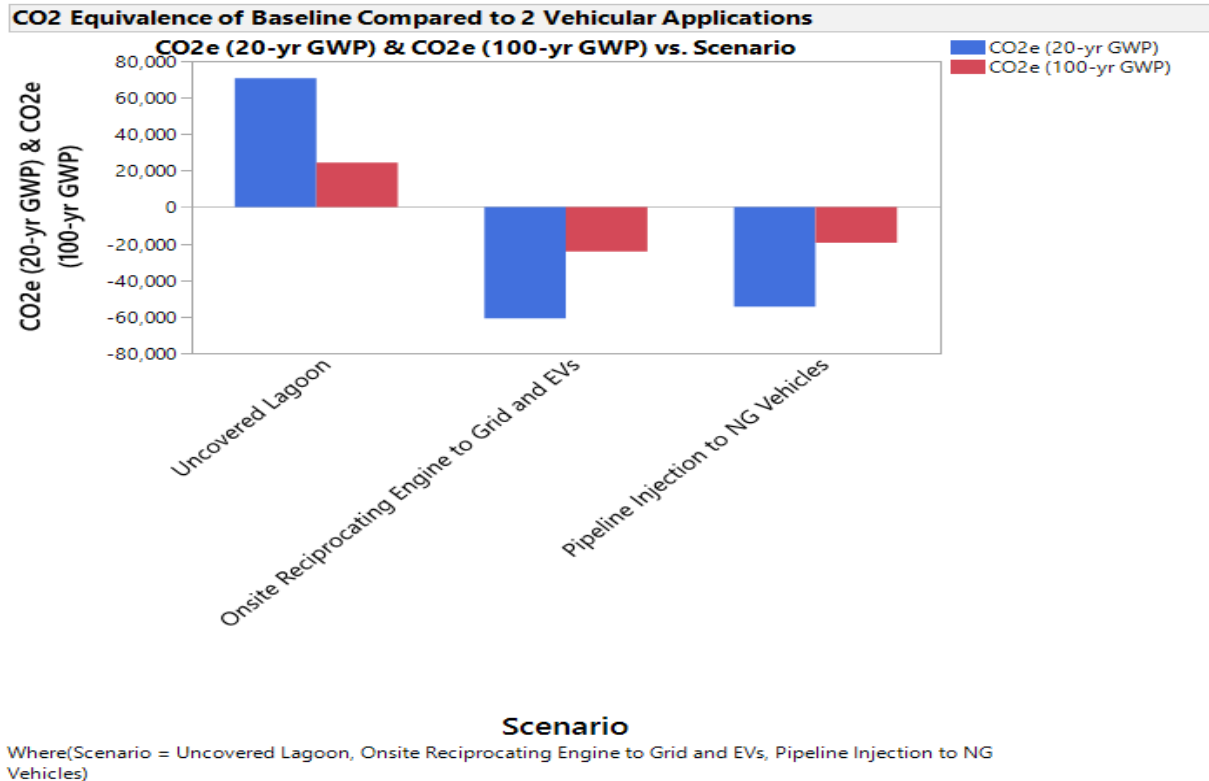 CO2 Equivalence of Baseline Compared to 2 Vehicular Applications
CO2e (20-yr GWP) & CO2e (100-yr GWP) vs. Scenario
CO2e (20-yr GWP)
CO2e (100-yr GWP)
CO2e (20-yr GWP) & CO2e
(100-yr GWP)
80,000
60,000
40,000
20,000
0
-20,000
-40,000
-60,000
-80,000
Uncovered Lagoon
Onsite Reciprocating Engine to Grid and EVs
Pipeline Injection to NG Vehicles
Scenario
Where(Scenario = Uncovered Lagoon, Onsite Reciprocating Engine to Grid and EVs, Pipeline Injection to NG
Vehicles)